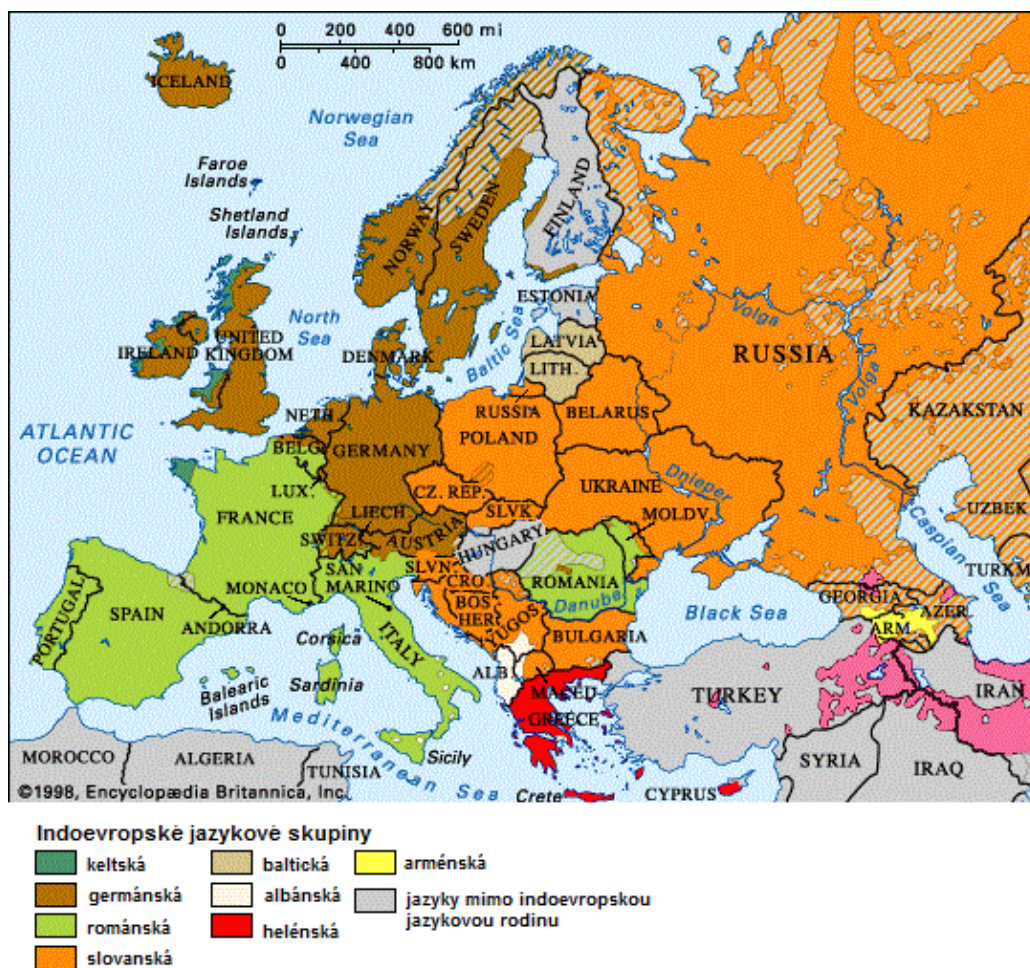 0 200 400 600 mi
0 400 800 km
ICELAND
Norwegian
Sea
Faroe
Islands
Shetland
Islands
NORWAY
SWEDEN
FINLAND
North
Sea
ESTONIA
Baltic Sea
LATVIA
LITH.
IRELAND
UNITED
KINGDOM
DENMARK
RUSSIA
Volga
Volga
RUSSIA
BELARUS
KAZAKSTAN
NETH.
POLAND
ATLANTIC
OCEAN
BELG.
GERMANY
LUX.
CZ. REP.
UKRAINE
Dnieper
UZBEK
FRANCE
LIECH.
SLVK.
MOLDV.
SWITZ.
AUSTRIA
HUNGARY
Caspian Sea
TURKM
SAN
MARINO
SLVN.
CRO.
ROMANIA
GEORGIA
MONACO
BOS.
HER.
Danube
Black Sea
AZER.
PORTUGAL
SPAIN
ANDORRA
YUGOS.
BULGARIA
ARM.
Corsica
ITALY
ALB.
MACED.
Sardinia
Balearic
Islands
GREECE
TURKEY
IRAN
Mediterranean Sea
MOROCCO
ALGERIA
TUNISIA
Sicily
Crete
CYPRUS
SYRIA
IRAQ
©1998, Encyclopædia Britannica, Inc.
Indoevropské jazykové skupiny
keltská
germánská
románská
slovanská
baltická
albánská
helénská
arménská
jazyky mimo indoevropskou
jazykovou rodinu